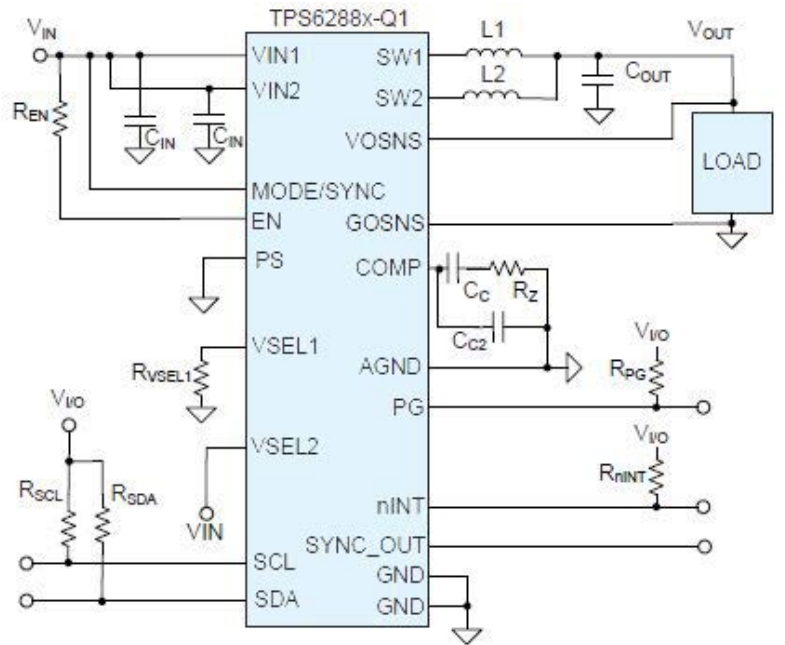 TPS6288x-Q1
VIN
VIN1
SW1
L1
VOUT
VIN2
SW2
L2
COUT
REN
CIN
CIN
VOSNS
LOAD
MODE/SYNC
EN
GOSNS
PS
COMP
CC
RZ
CC2
VSEL1
RVSEL1
AGND
VI/O
RPG
PG
VI/O
VSEL2
VI/O
RnINT
RSCL
RSDA
VIN
nINT
SYNC_OUT
SCL
GND
SDA
GND